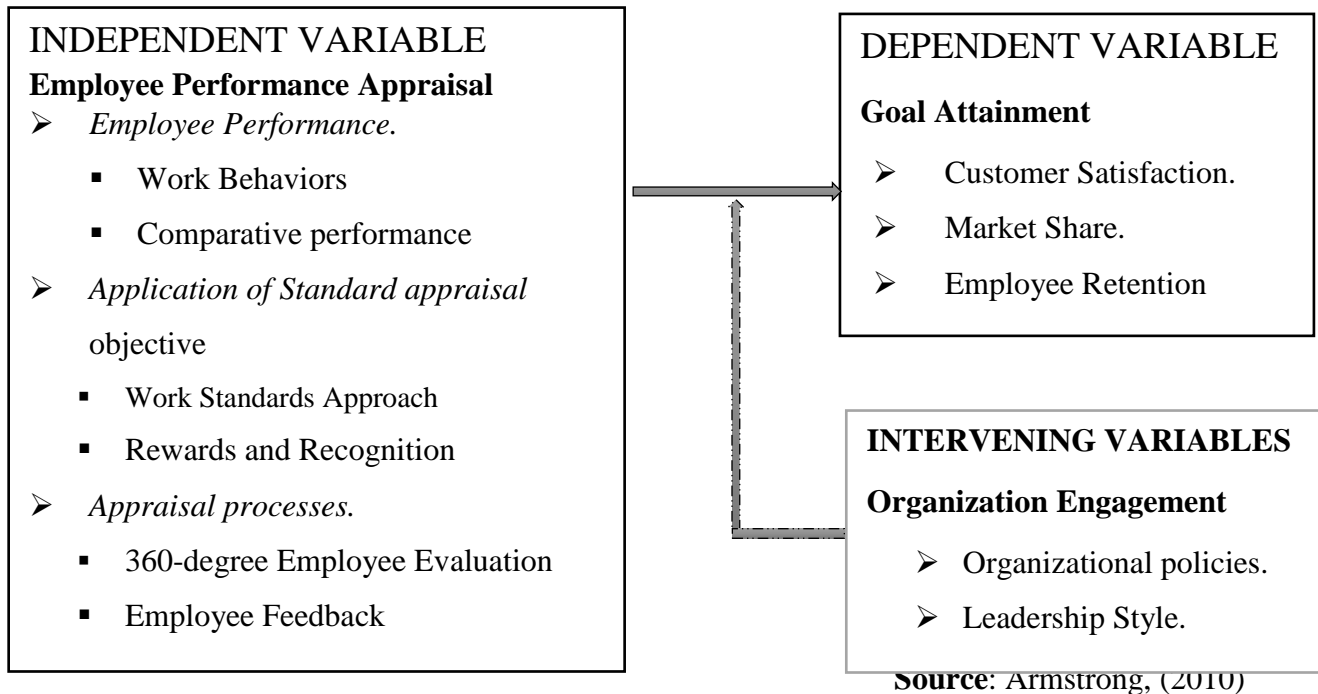 INDEPENDENT VARIABLE
Employee Performance Appraisal
➢ Employee Performance.
▪ Work Behaviors
▪ Comparative performance
➢ Application of Standard appraisal
objective
▪ Work Standards Approach
▪ Rewards and Recognition
➢ Appraisal processes.
▪ 360-degree Employee Evaluation
▪ Employee Feedback
DEPENDENT VARIABLE
Goal Attainment
➢ Customer Satisfaction.
➢ Market Share.
➢ Employee Retention
INTERVENING VARIABLES
Organization Engagement
➢ Organizational policies.
➢ Leadership Style.
Source: Armstrong, (2010)